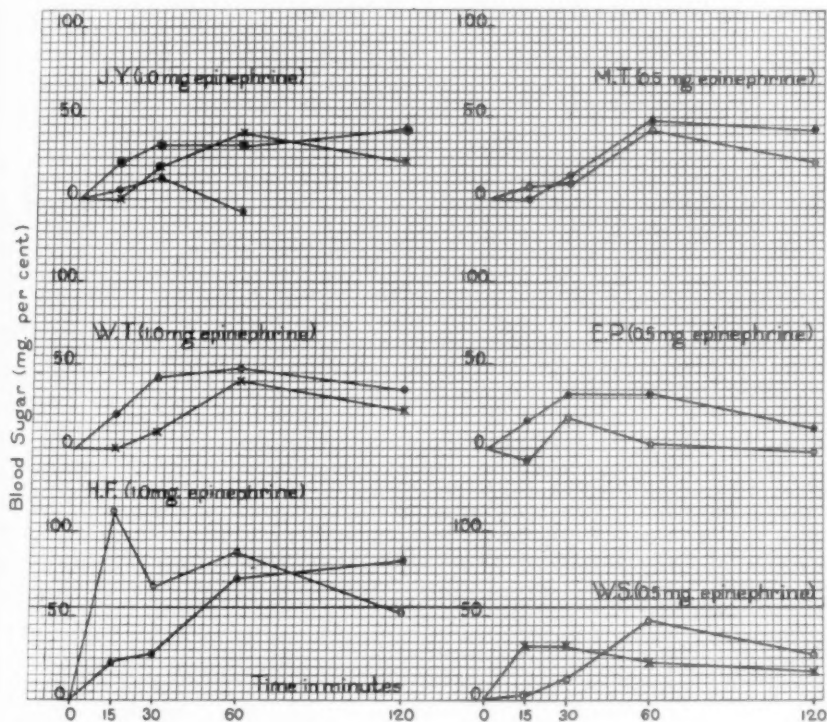 100
J.Y. (1.0 mg epinephrine)
50
0
100
W.T. (1.0 mg epinephrine)
50
0
H.F. (1.0 mg. epinephrine)
100
50
0
Time in minutes
0 15 30 60 120
Blood Sugar (mg. per cent)
100
M.T. (0.5 mg epinephrine)
50
0
100
E.P. (0.5 mg epinephrine)
50
0
100
W.S. (0.5 mg. epinephrine)
50
0
0 15 30 60 120